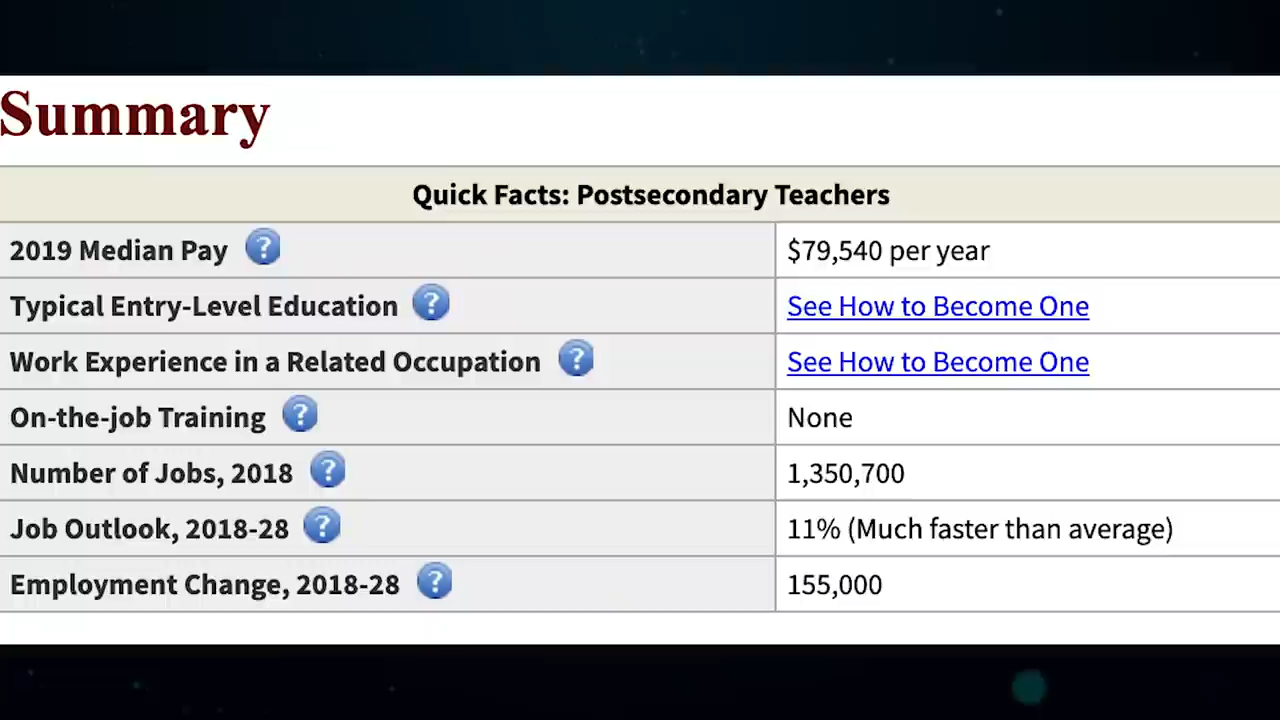 Summary
Quick Facts: Postsecondary Teachers
2019 Median Pay ? $79,540 per year
Typical Entry-Level Education ? See How to Become One
Work Experience in a Related Occupation ? See How to Become One
On-the-job Training ? None
Number of Jobs, 2018 ? 1,350,700
Job Outlook, 2018-28 ? 11% (Much faster than average)
Employment Change, 2018-28 ? 155,000